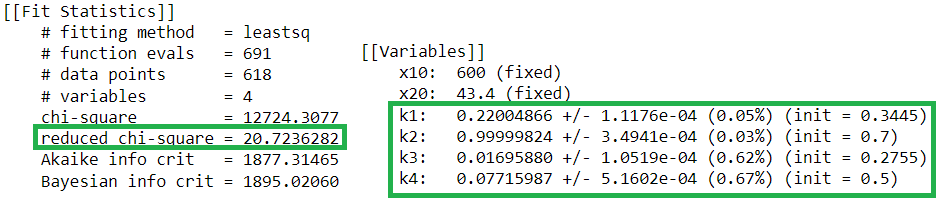 [[Fit Statistics]]
# fitting method = leastsq
# function evals = 691
# data points = 618
# variables = 4
chi-square = 12724.3077
reduced chi-square = 20.7236282
Akaike info crit = 1877.31465
Bayesian info crit = 1895.02060
[[Variables]]
x10: 600 (fixed)
x20: 43.4 (fixed)
k1: 0.22004866 +/- 1.1176e-04 (0.05%) (init = 0.3445)
k2: 0.99999824 +/- 3.4941e-04 (0.03%) (init = 0.7)
k3: 0.01695880 +/- 1.0519e-04 (0.62%) (init = 0.2755)
k4: 0.07715987 +/- 5.1602e-04 (0.67%) (init = 0.5)